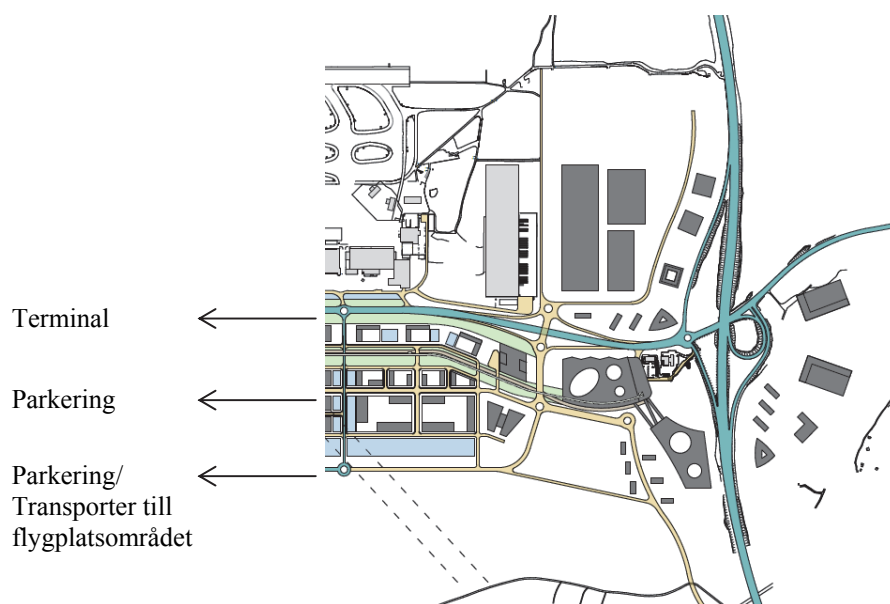 Terminal
Parkering
Parkering/
Transporter till
flygplatsområdet